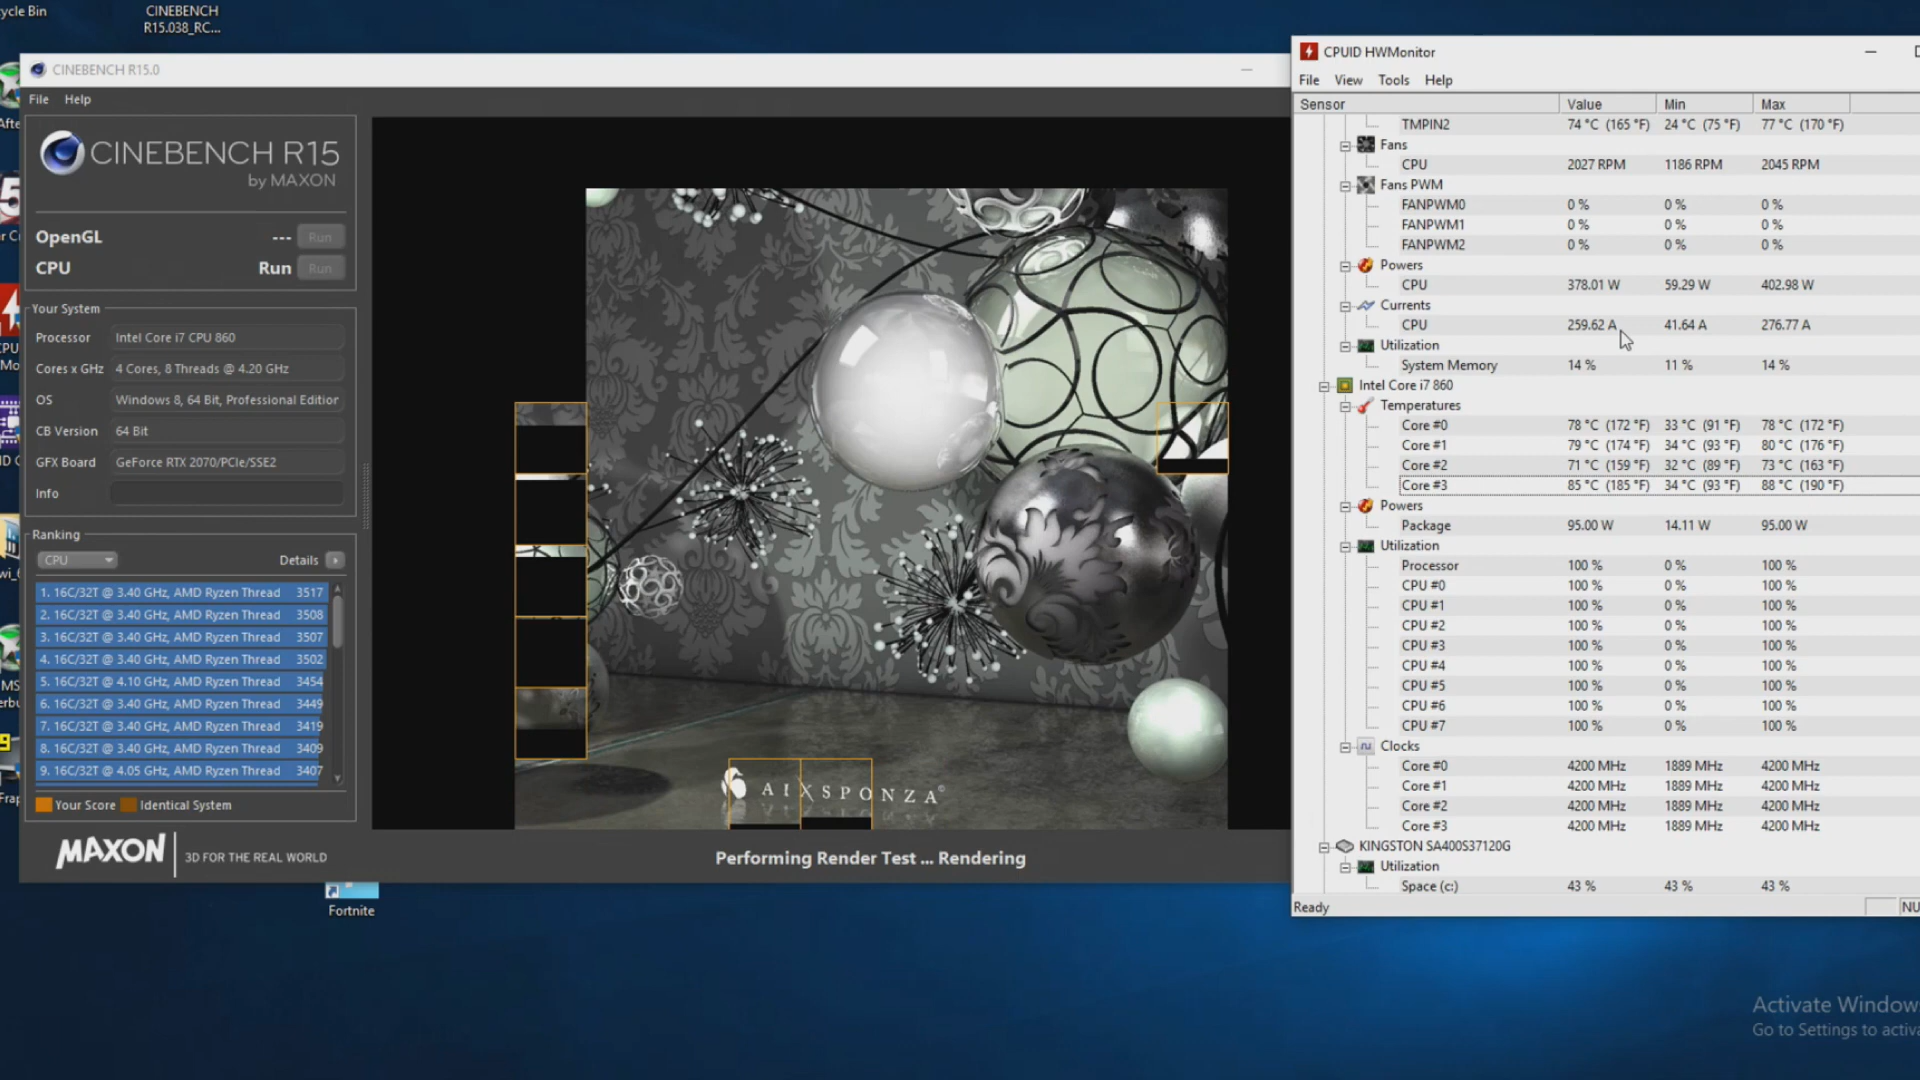 cycle Bin
CINEBENCH
R15.038_RC...
CINEBENCH R15.0
File Help
CINEBENCH R15
by MAXON
OpenGL --- Run
CPU Run Run
Your System
Processor Intel Core i7 CPU 860
Cores x GHz 4 Cores, 8 Threads @ 4.20 GHz
OS Windows 8, 64 Bit, Professional Edition
CB Version 64 Bit
GFX Board GeForce RTX 2070/PCIe/SSE2
Info
Ranking
CPU Details
1. 16C/32T @ 3.40 GHz, AMD Ryzen Thread 3517
2. 16C/32T @ 3.40 GHz, AMD Ryzen Thread 3508
3. 16C/32T @ 3.40 GHz, AMD Ryzen Thread 3507
4. 16C/32T @ 3.40 GHz, AMD Ryzen Thread 3502
5. 16C/32T @ 4.10 GHz, AMD Ryzen Thread 3454
6. 16C/32T @ 3.40 GHz, AMD Ryzen Thread 3449
7. 16C/32T @ 3.40 GHz, AMD Ryzen Thread 3419
8. 16C/32T @ 3.40 GHz, AMD Ryzen Thread 3409
9. 16C/32T @ 4.05 GHz, AMD Ryzen Thread 3407
Your Score Identical System
MAXON 3D FOR THE REAL WORLD
AIXSPONZA®
Performing Render Test ... Rendering
Fortnite
CPUID HWMonitor
File View Tools Help
Sensor Value Min Max
TMPIN2 74 °C (165 °F) 24 °C (75 °F) 77 °C (170 °F)
Fans
CPU 2027 RPM 1186 RPM 2045 RPM
Fans PWM
FANPWM0 0 % 0 % 0 %
FANPWM1 0 % 0 % 0 %
FANPWM2 0 % 0 % 0 %
Powers
CPU 378.01 W 59.29 W 402.98 W
Currents
CPU 259.62 A 41.64 A 276.77 A
Utilization
System Memory 14 % 11 % 14 %
Intel Core i7 860
Temperatures
Core #0 78 °C (172 °F) 33 °C (91 °F) 78 °C (172 °F)
Core #1 79 °C (174 °F) 34 °C (93 °F) 80 °C (176 °F)
Core #2 71 °C (159 °F) 32 °C (89 °F) 73 °C (163 °F)
Core #3 85 °C (185 °F) 34 °C (93 °F) 88 °C (190 °F)
Powers
Package 95.00 W 14.11 W 95.00 W
Utilization
Processor 100 % 0 % 100 %
CPU #0 100 % 0 % 100 %
CPU #1 100 % 0 % 100 %
CPU #2 100 % 0 % 100 %
CPU #3 100 % 0 % 100 %
CPU #4 100 % 0 % 100 %
CPU #5 100 % 0 % 100 %
CPU #6 100 % 0 % 100 %
CPU #7 100 % 0 % 100 %
Clocks
Core #0 4200 MHz 1889 MHz 4200 MHz
Core #1 4200 MHz 1889 MHz 4200 MHz
Core #2 4200 MHz 1889 MHz 4200 MHz
Core #3 4200 MHz 1889 MHz 4200 MHz
KINGSTON SA400S37120G
Utilization
Space (c:) 43 % 43 % 43 %
Ready NU
Activate Windows
Go to Settings to activa